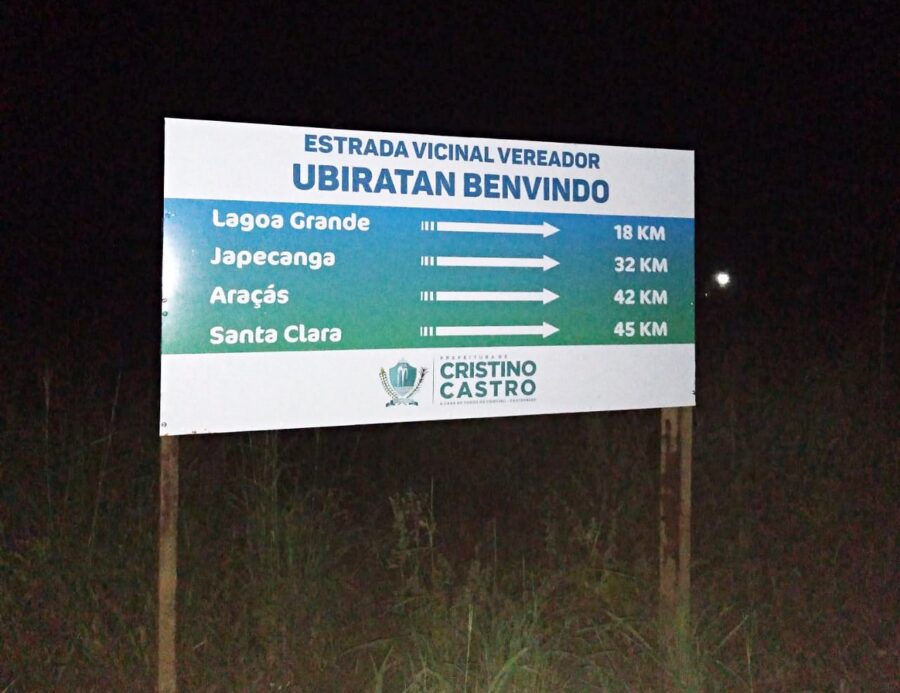 ESTRADA VICINAL VEREADOR
UBIRATAN BENVINDO
Lagoa Grande 18 KM
Japecanga 32 KM
Araçás 42 KM
Santa Clara 45 KM
PREFEITURA DE
CRISTINO
CASTRO